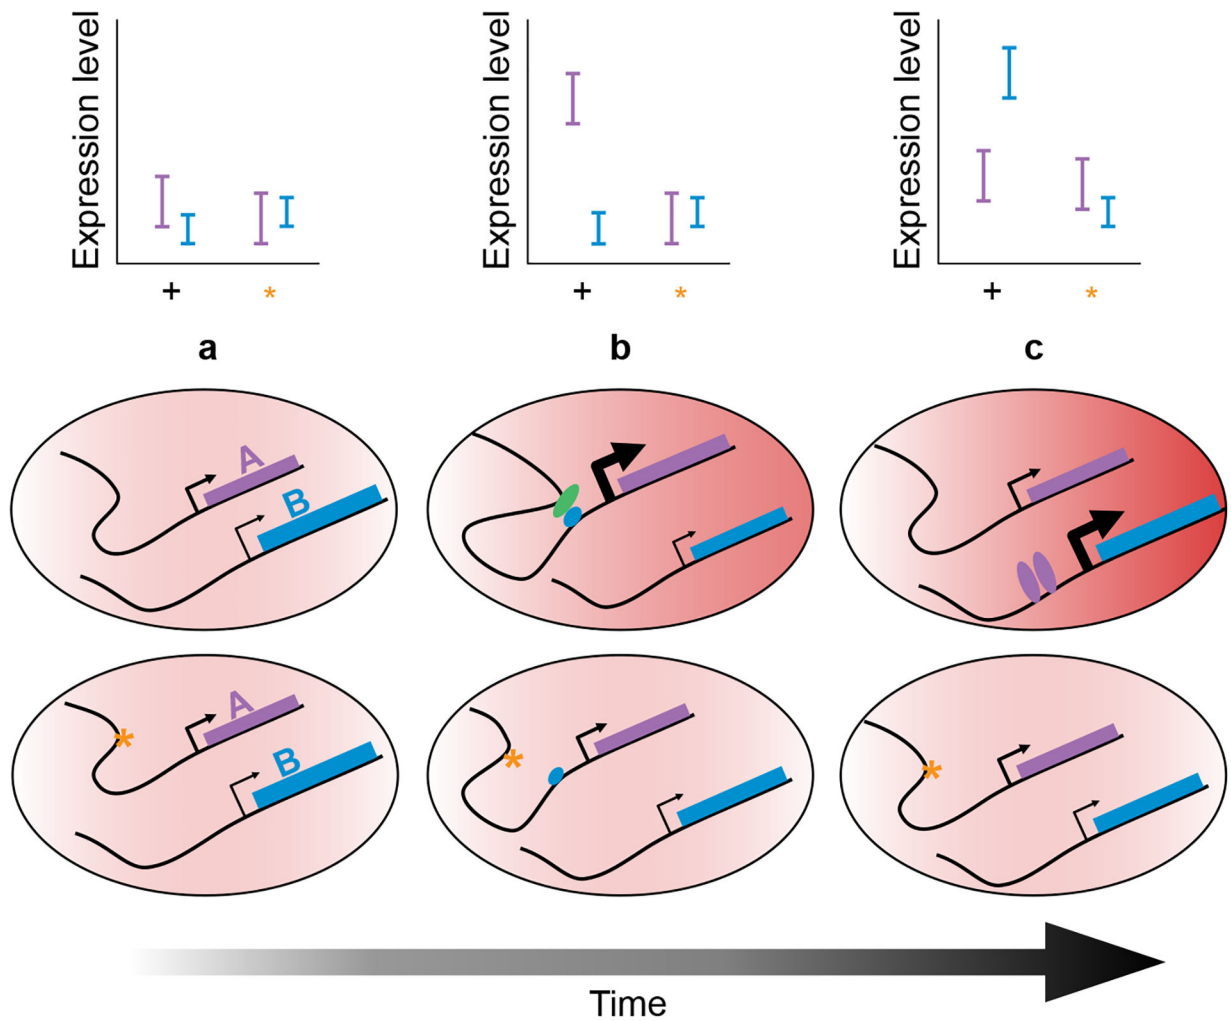 Expression level
Expression level
Expression level
+ *
+ *
+ *
a
b
c
A
B
*
A
B
*
*
Time